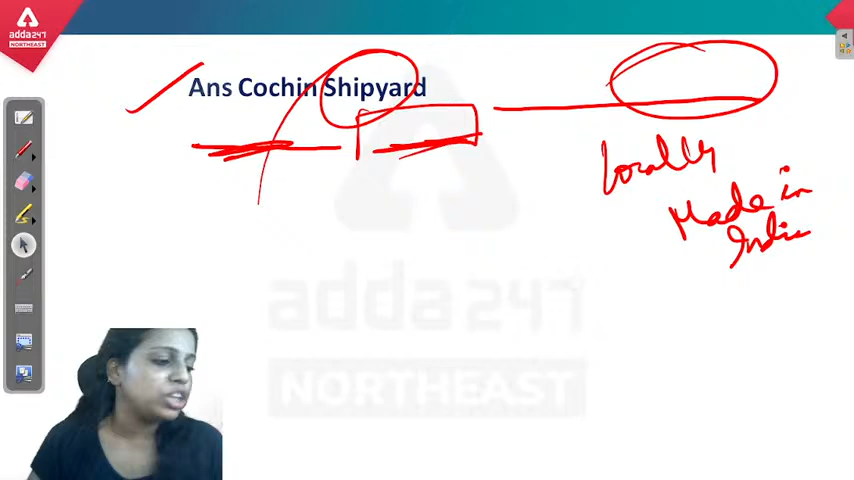 adda247
NORTHEAST
Ans Cochin Shipyard
Locally
Made in
India
adda247
NORTHEAST